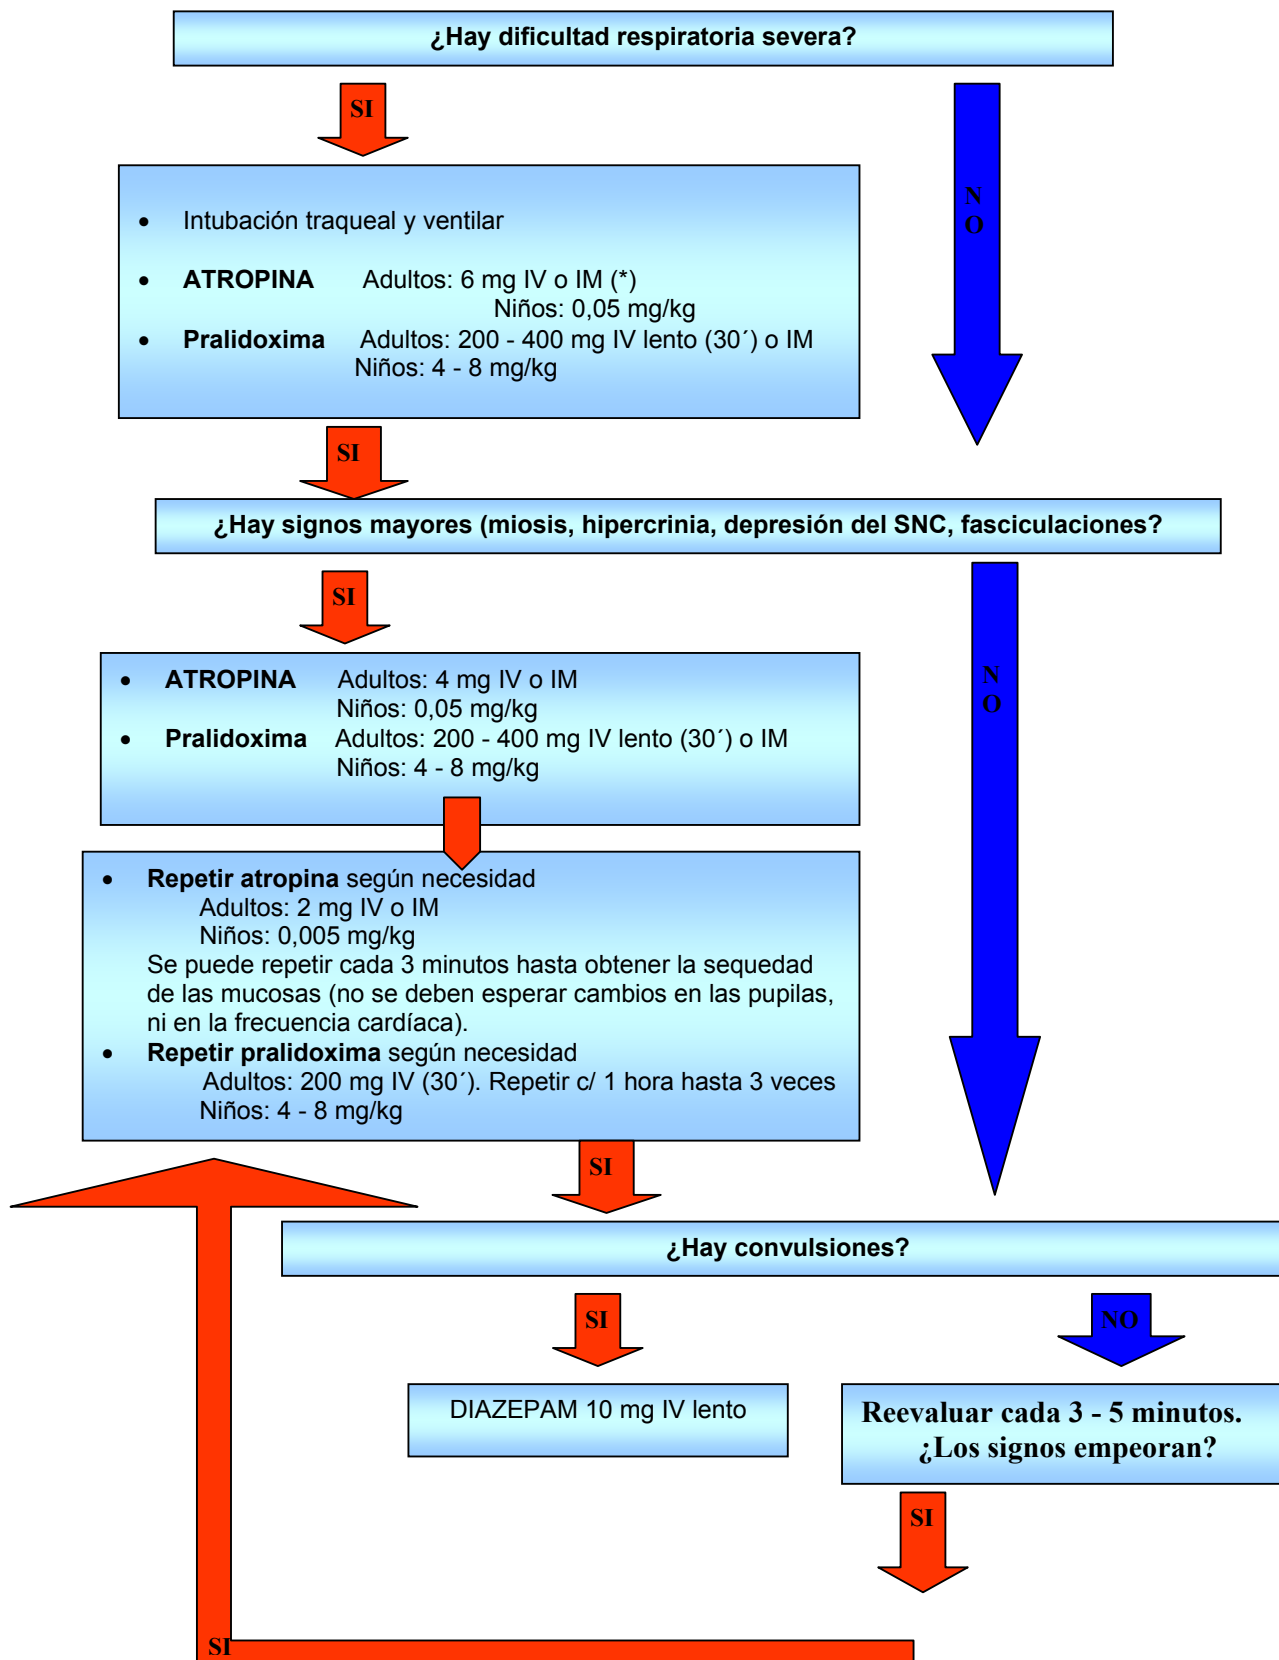 ¿Hay dificultad respiratoria severa?
SI
N
O
• Intubación traqueal y ventilar
• ATROPINA Adultos: 6 mg IV o IM (*)
Niños: 0,05 mg/kg
• Pralidoxima Adultos: 200 - 400 mg IV lento (30´) o IM
Niños: 4 - 8 mg/kg
SI
¿Hay signos mayores (miosis, hipercrinia, depresión del SNC, fasciculaciones?
SI
N
O
• ATROPINA Adultos: 4 mg IV o IM
Niños: 0,05 mg/kg
• Pralidoxima Adultos: 200 - 400 mg IV lento (30´) o IM
Niños: 4 - 8 mg/kg
• Repetir atropina según necesidad
Adultos: 2 mg IV o IM
Niños: 0,005 mg/kg
Se puede repetir cada 3 minutos hasta obtener la sequedad
de las mucosas (no se deben esperar cambios en las pupilas,
ni en la frecuencia cardíaca).
• Repetir pralidoxima según necesidad
Adultos: 200 mg IV (30´). Repetir c/ 1 hora hasta 3 veces
Niños: 4 - 8 mg/kg
SI
¿Hay convulsiones?
SI
NO
DIAZEPAM 10 mg IV lento
Reevaluar cada 3 - 5 minutos.
¿Los signos empeoran?
SI
SI